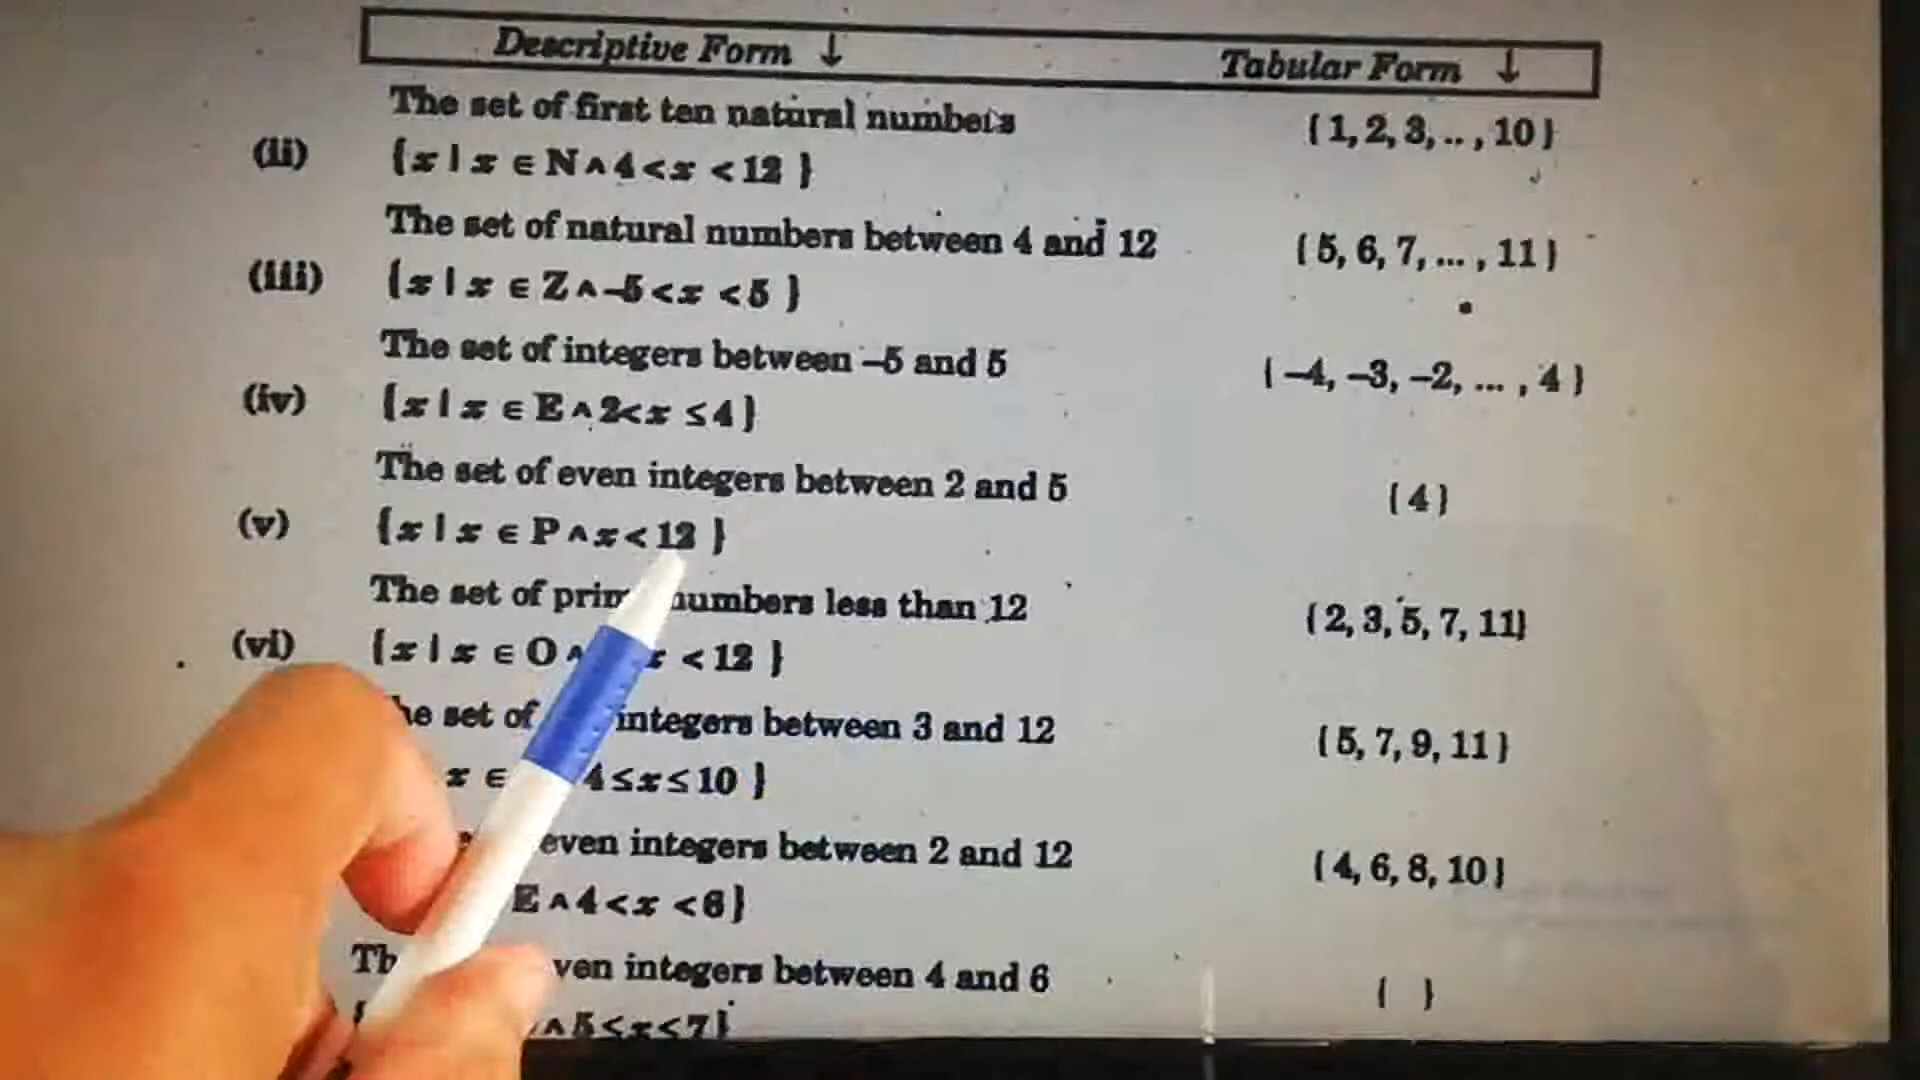 Descriptive Form ↓ Tabular Form ↓
The set of first ten natural numbers { 1, 2, 3, .. , 10 }
(ii) { x | x ∈ N ∧ 4 < x < 12 }
The set of natural numbers between 4 and 12 { 5, 6, 7, ... , 11 }
(iii) { x | x ∈ Z ∧ –5 < x < 5 }
The set of integers between –5 and 5 { –4, –3, –2, ... , 4 }
(iv) { x | x ∈ E ∧ 2 < x ≤ 4 }
The set of even integers between 2 and 5 { 4 }
(v) { x | x ∈ P ∧ x < 12 }
The set of numbers less than 12 { 2, 3, 5, 7, 11}
(vi) { x | x ∈ O ∧ x < 12 }
set of integers between 3 and 12 { 5, 7, 9, 11 }
x ∈ 4 ≤ x ≤ 10 }
even integers between 2 and 12 { 4, 6, 8, 10 }
E ∧ 4 < x < 6 }
integers between 4 and 6 { }
∧ 5 ≤ x ≤ 7 }